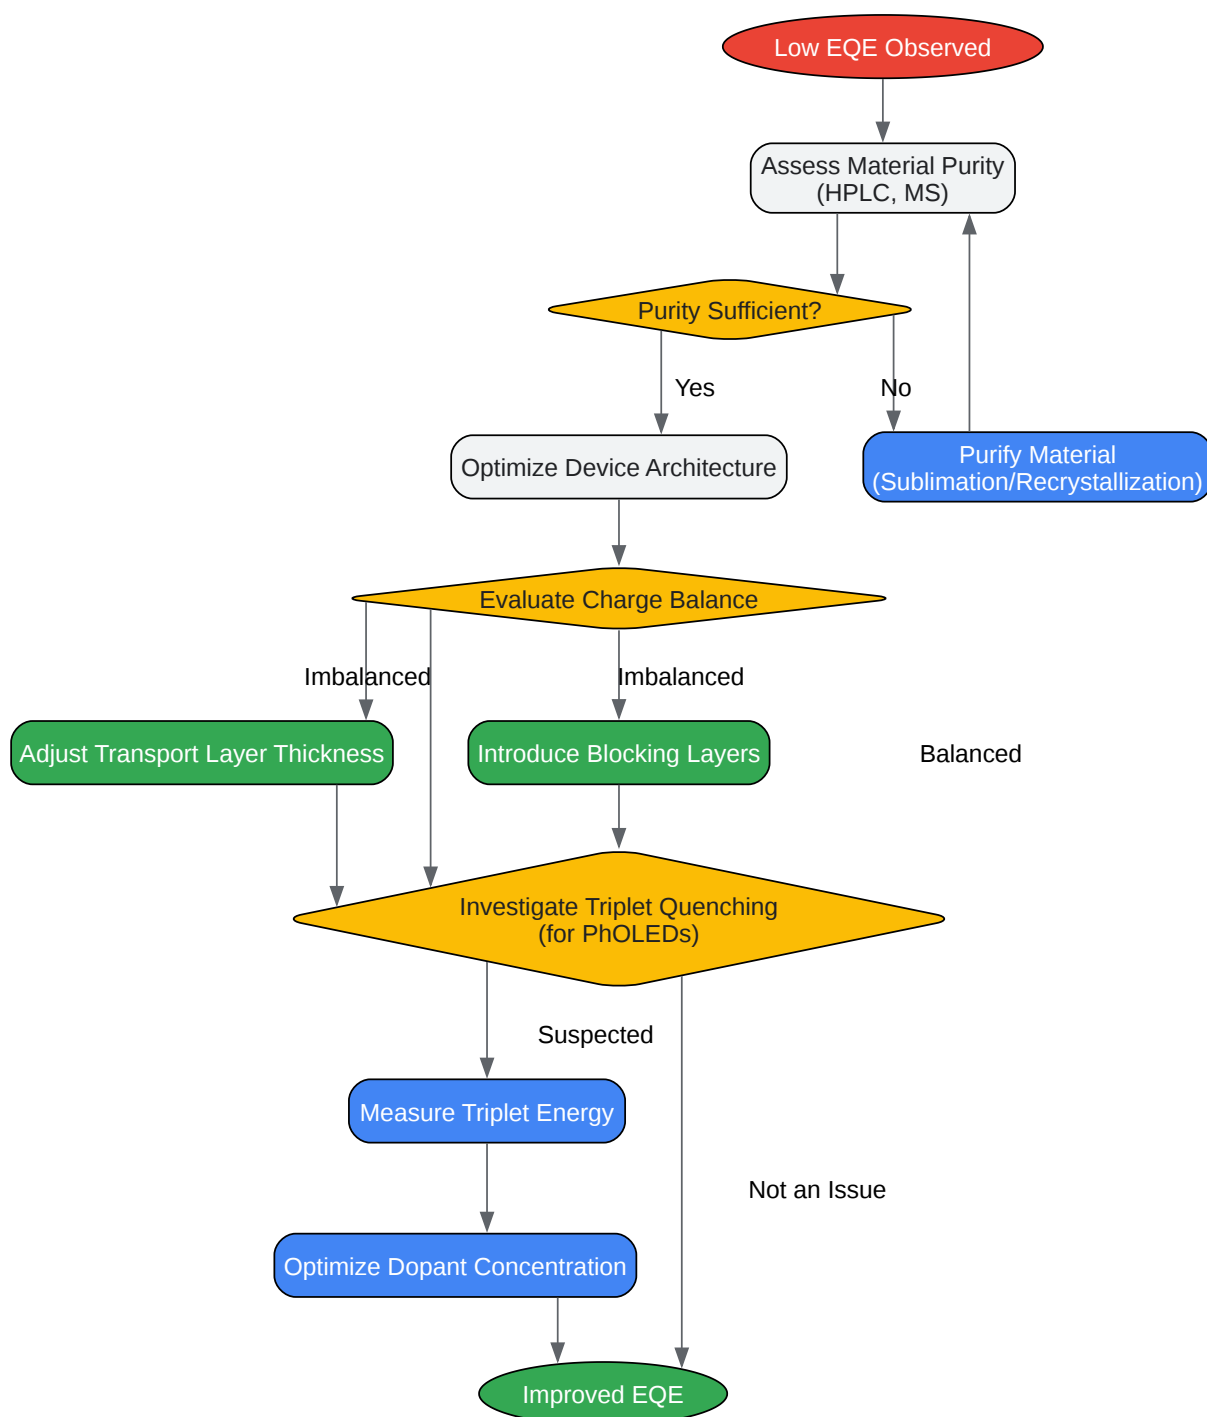 Low EQE Observed
Assess Material Purity
(HPLC, MS)
Purity Sufficient?
Yes
No
Optimize Device Architecture
Purify Material
(Sublimation/Recrystallization)
Evaluate Charge Balance
Imbalanced
Imbalanced
Adjust Transport Layer Thickness
Introduce Blocking Layers
Balanced
Investigate Triplet Quenching
(for PhOLEDs)
Suspected
Measure Triplet Energy
Not an Issue
Optimize Dopant Concentration
Improved EQE